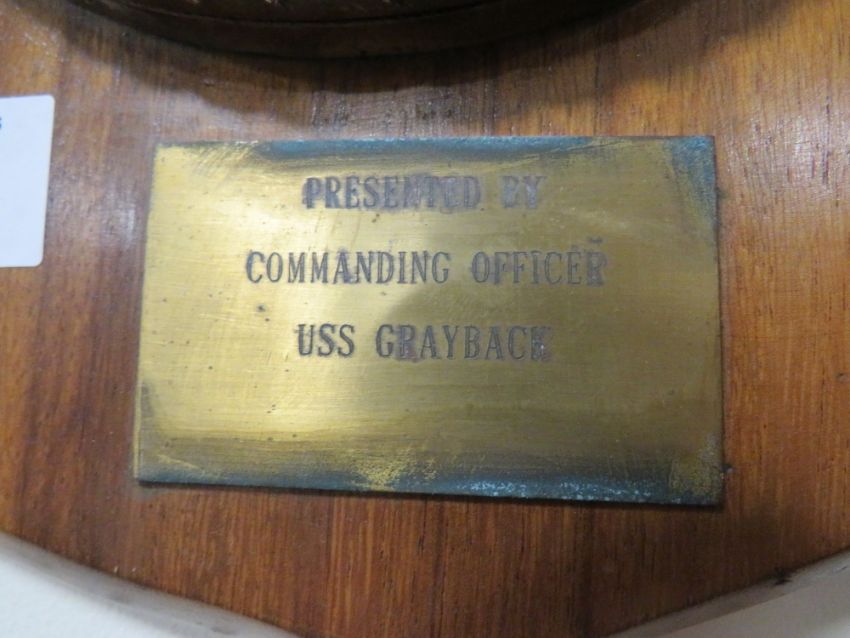 PRESENTED BY
COMMANDING OFFICER
USS GRAYBACK